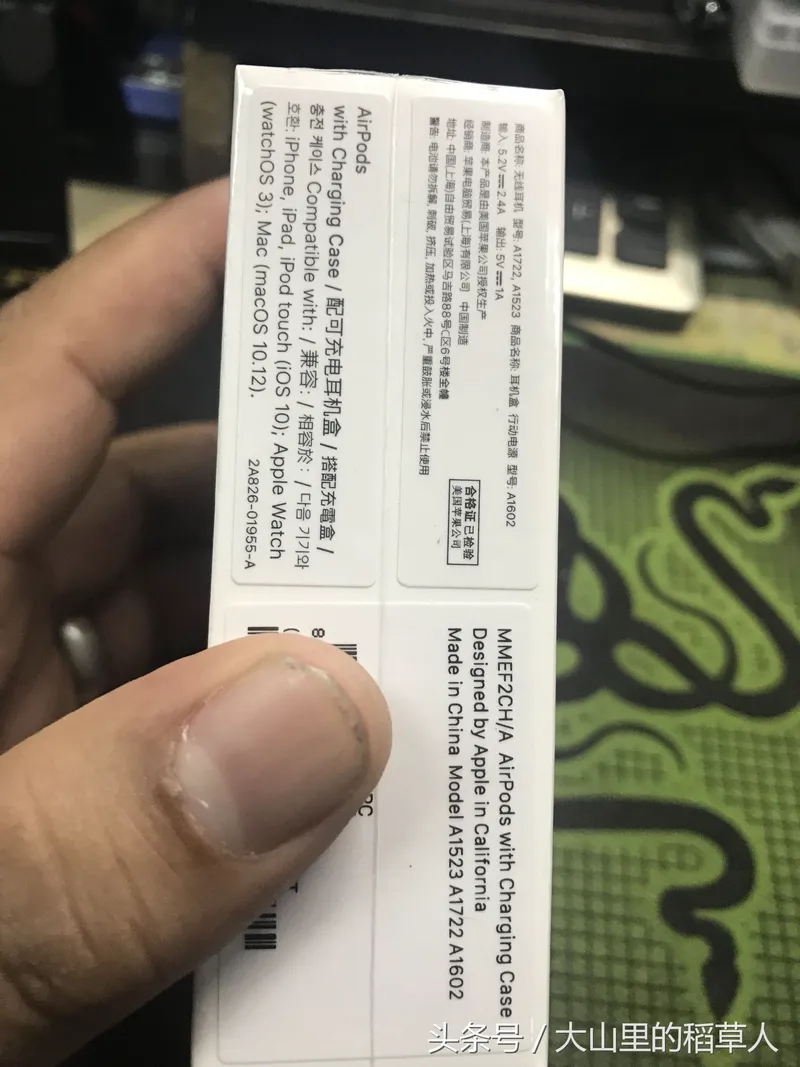 AirPods
with Charging Case / 配可充电耳机盒 / 搭配充電盒 /
충전 케이스 Compatible with: / 兼容: / 相容於: / 다음 기기와
호환: iPhone, iPad, iPod touch (iOS 10); Apple Watch
(watchOS 3); Mac (macOS 10.12).
2A826-01955-A
商品名称: 无线耳机 型号: A1722, A1523 商品名称: 耳机盒 行动电源 型号: A1602
输入: 5.2V⎓2.4A 输出: 5V⎓1A
制造商: 本产品是由美国苹果公司授权生产
经销商: 苹果电脑贸易(上海)有限公司 中国制造
地址: 中国(上海)自由贸易试验区马吉路88号C区6号楼全幢
警告: 电池请勿拆解, 刺破, 挤压, 加热或投入火中, 严重鼓胀或浸水后禁止使用
合格证 已检验
美国苹果公司
MMEF2CH/A AirPods with Charging Case
Designed by Apple in California
Made in China Model A1523 A1722 A1602
8
头条号 / 大山里的稻草人